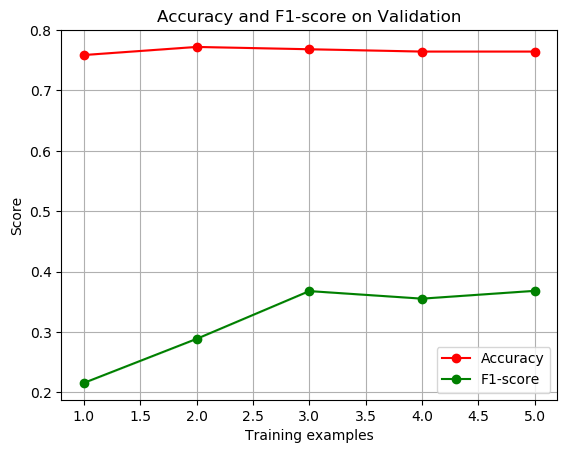 Accuracy and F1-score on Validation
0.8
0.7
0.6
0.5
0.4
0.3
0.2
Score
Accuracy
F1-score
1.0 1.5 2.0 2.5 3.0 3.5 4.0 4.5 5.0
Training examples